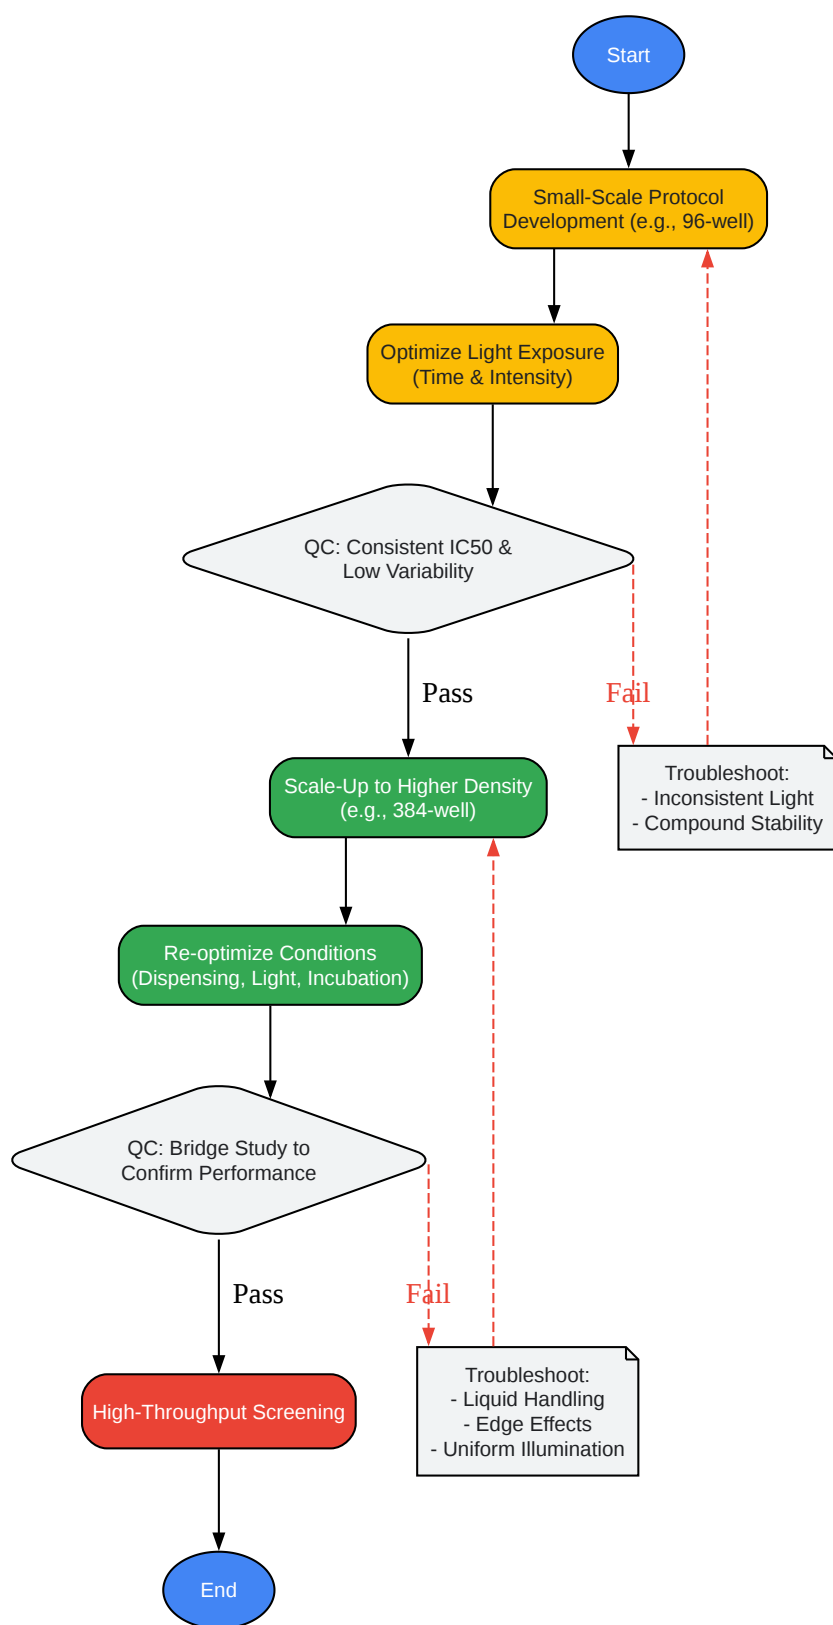 Start
Small-Scale Protocol
Development (e.g., 96-well)
Optimize Light Exposure
(Time & Intensity)
QC: Consistent IC50 &
Low Variability
Pass
Fail
Troubleshoot:
- Inconsistent Light
- Compound Stability
Scale-Up to Higher Density
(e.g., 384-well)
Re-optimize Conditions
(Dispensing, Light, Incubation)
QC: Bridge Study to
Confirm Performance
Pass
Fail
Troubleshoot:
- Liquid Handling
- Edge Effects
- Uniform Illumination
High-Throughput Screening
End